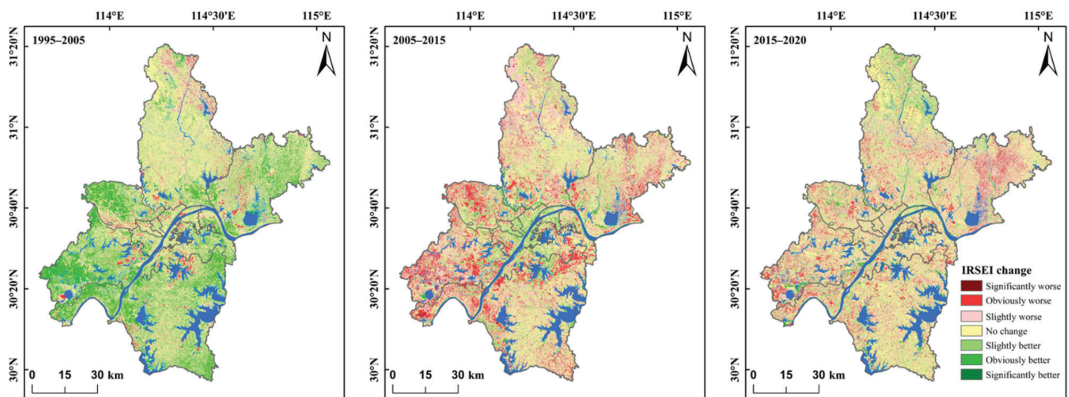 114°E 114°30′E 115°E
114°E 114°30′E 115°E
114°E 114°30′E 115°E
1995–2005
N
2005–2015
N
2015–2020
N
31°20′N
31°N
30°40′N
30°20′N
30°N
31°20′N
31°N
30°40′N
30°20′N
30°N
31°20′N
31°N
30°40′N
30°20′N
30°N
IRSEI change
Significantly worse
Obviously worse
Slightly worse
No change
Slightly better
Obviously better
Significantly better
0 15 30 km
0 15 30 km
0 15 30 km